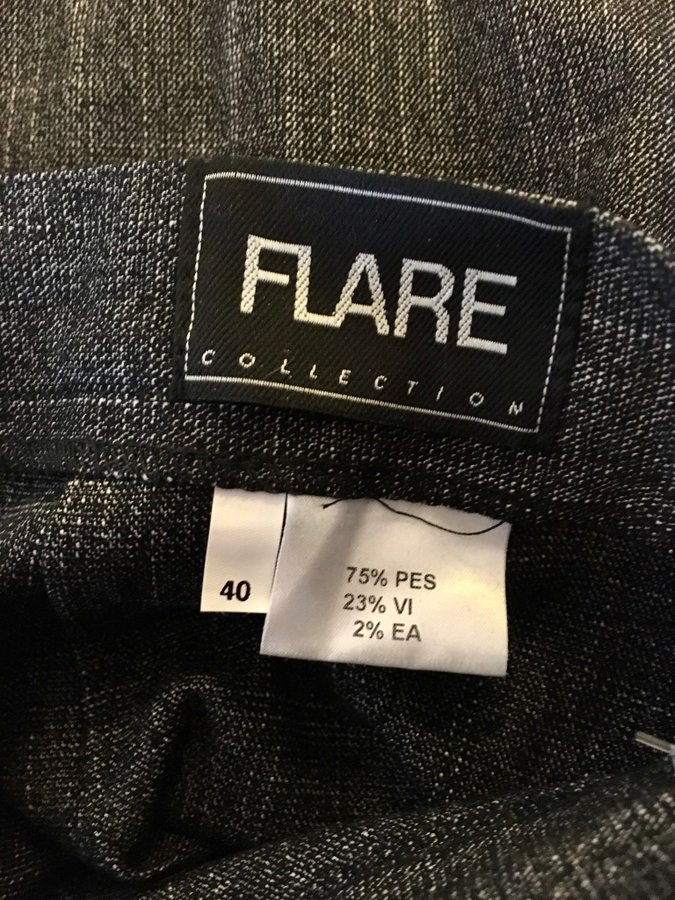 FLARE
COLLECTION
40
75% PES
23% VI
2% EA